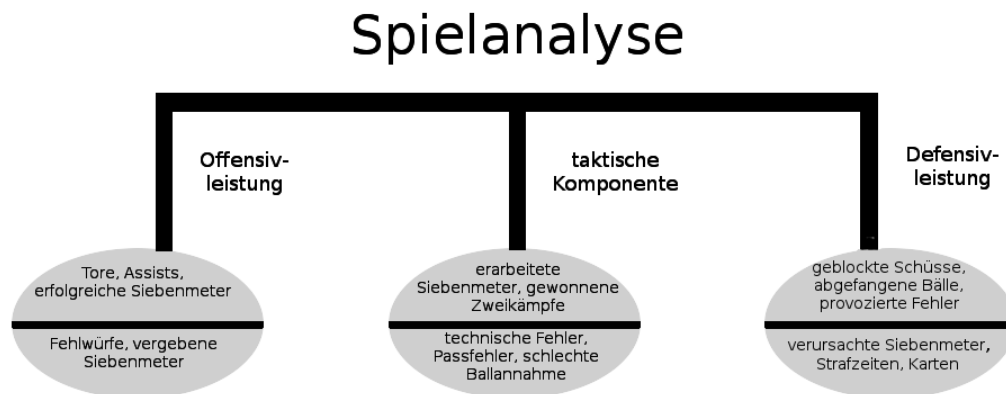 Spielanalyse
Offensiv-
leistung
taktische
Komponente
Defensiv-
leistung
Tore, Assists,
erfolgreiche Siebenmeter
Fehlwürfe, vergebene
Siebenmeter
erarbeitete
Siebenmeter, gewonnene
Zweikämpfe
technische Fehler,
Passfehler, schlechte
Ballannahme
geblockte Schüsse,
abgefangene Bälle,
provozierte Fehler
verursachte Siebenmeter,
Strafzeiten, Karten